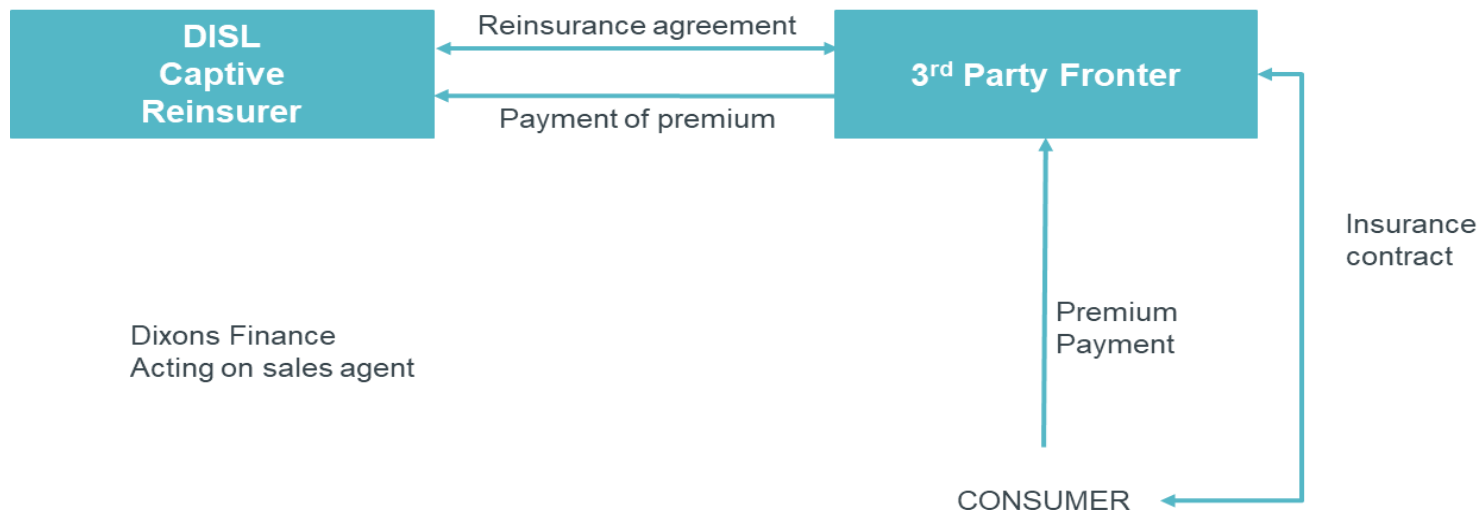 DISL
Captive
Reinsurer
Reinsurance agreement
Payment of premium
3rd Party Fronter
Insurance
contract
Premium
Payment
Dixons Finance
Acting on sales agent
CONSUMER